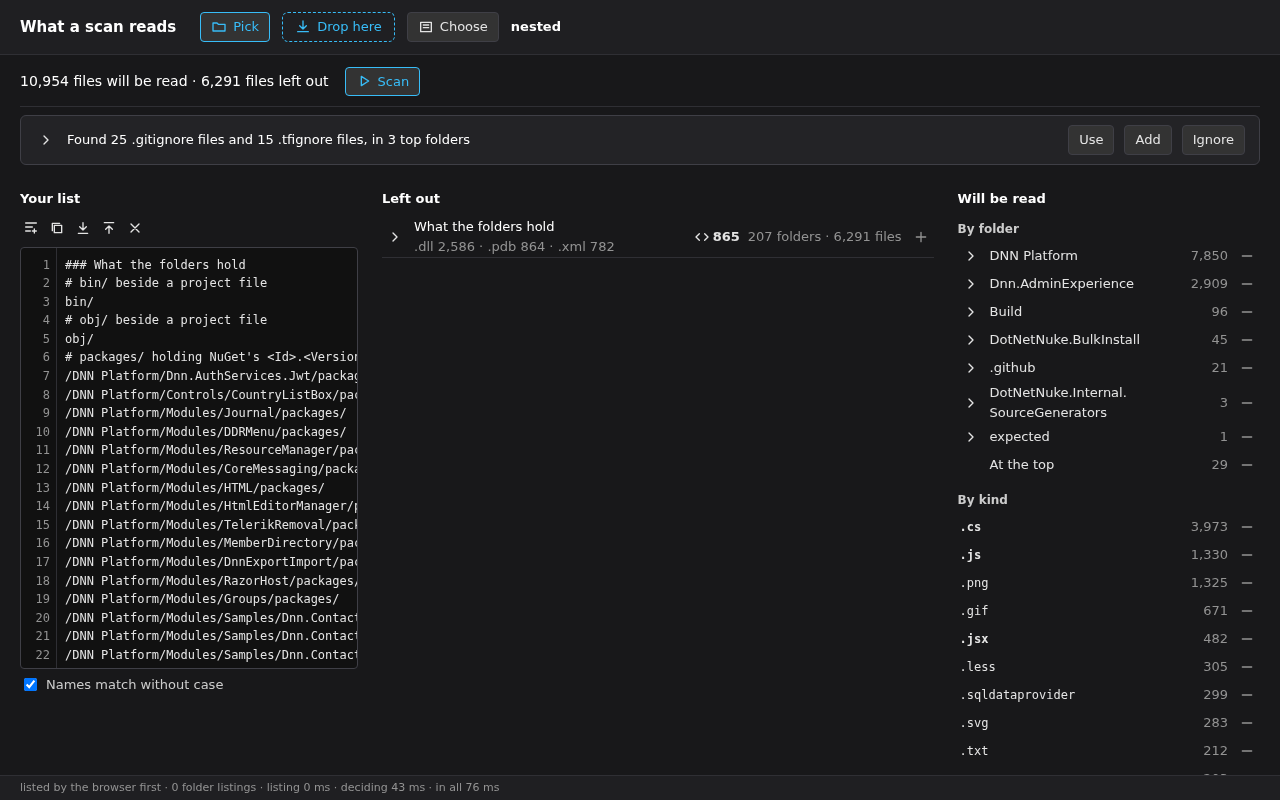 What a scan reads
Pick
Drop here
Choose
nested
10,954 files will be read · 6,291 files left out
Scan
Found 25 .gitignore files and 15 .tfignore files, in 3 top folders
Use
Add
Ignore
Your list
1 ### What the folders hold
2 # bin/ beside a project file
3 bin/
4 # obj/ beside a project file
5 obj/
6 # packages/ holding NuGet's <Id>.<Version
7 /DNN Platform/Dnn.AuthServices.Jwt/packag
8 /DNN Platform/Controls/CountryListBox/pac
9 /DNN Platform/Modules/Journal/packages/
10 /DNN Platform/Modules/DDRMenu/packages/
11 /DNN Platform/Modules/ResourceManager/pac
12 /DNN Platform/Modules/CoreMessaging/packa
13 /DNN Platform/Modules/HTML/packages/
14 /DNN Platform/Modules/HtmlEditorManager/p
15 /DNN Platform/Modules/TelerikRemoval/pack
16 /DNN Platform/Modules/MemberDirectory/pac
17 /DNN Platform/Modules/DnnExportImport/pac
18 /DNN Platform/Modules/RazorHost/packages/
19 /DNN Platform/Modules/Groups/packages/
20 /DNN Platform/Modules/Samples/Dnn.Contact
21 /DNN Platform/Modules/Samples/Dnn.Contact
22 /DNN Platform/Modules/Samples/Dnn.Contact
Names match without case
Left out
What the folders hold
.dll 2,586 · .pdb 864 · .xml 782
865 207 folders · 6,291 files
Will be read
By folder
DNN Platform 7,850
Dnn.AdminExperience 2,909
Build 96
DotNetNuke.BulkInstall 45
.github 21
DotNetNuke.Internal.
SourceGenerators 3
expected 1
At the top 29
By kind
.cs 3,973
.js 1,330
.png 1,325
.gif 671
.jsx 482
.less 305
.sqldataprovider 299
.svg 283
.txt 212
listed by the browser first · 0 folder listings · listing 0 ms · deciding 43 ms · in all 76 ms